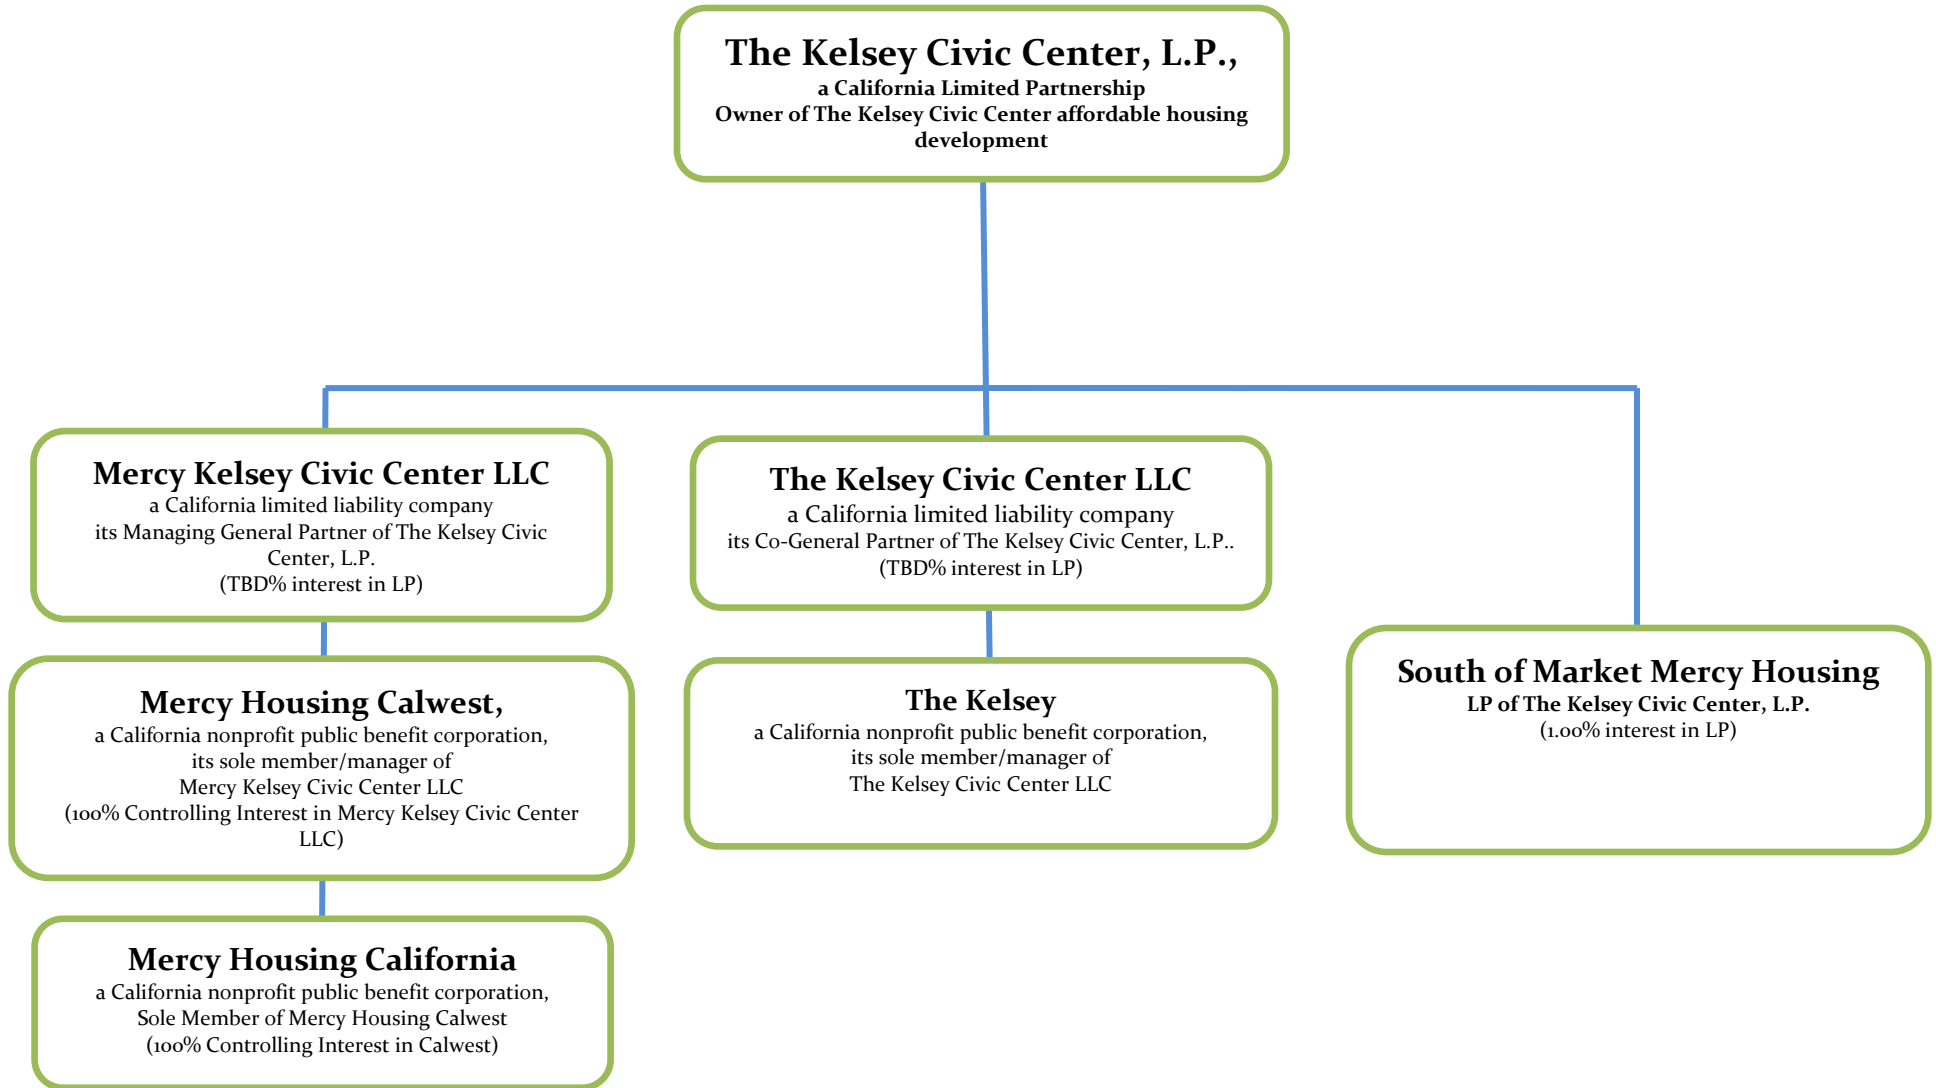 The Kelsey Civic Center, L.P.,
a California Limited Partnership
Owner of The Kelsey Civic Center affordable housing
development
Mercy Kelsey Civic Center LLC
a California limited liability company
its Managing General Partner of The Kelsey Civic
Center, L.P.
(TBD% interest in LP)
The Kelsey Civic Center LLC
a California limited liability company
its Co-General Partner of The Kelsey Civic Center, L.P..
(TBD% interest in LP)
South of Market Mercy Housing
LP of The Kelsey Civic Center, L.P.
(1.00% interest in LP)
Mercy Housing Calwest,
a California nonprofit public benefit corporation,
its sole member/manager of
Mercy Kelsey Civic Center LLC
(100% Controlling Interest in Mercy Kelsey Civic Center
LLC)
The Kelsey
a California nonprofit public benefit corporation,
its sole member/manager of
The Kelsey Civic Center LLC
Mercy Housing California
a California nonprofit public benefit corporation,
Sole Member of Mercy Housing Calwest
(100% Controlling Interest in Calwest)